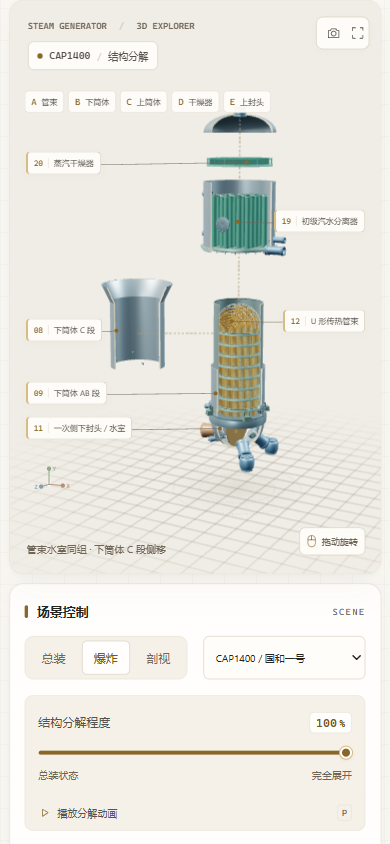 STEAM GENERATOR / 3D EXPLORER
CAP1400 / 结构分解
A 管束 B 下筒体 C 上筒体 D 干燥器 E 上封头
20 蒸汽干燥器
19 初级汽水分离器
12 U 形传热管束
08 下筒体 C 段
09 下筒体 AB 段
11 一次侧下封头 / 水室
Y
Z X
管束水室同组 · 下筒体 C 段侧移
拖动旋转
场景控制 SCENE
总装 爆炸 剖视 CAP1400 / 国和一号
结构分解程度 100%
总装状态 完全展开
播放分解动画 P